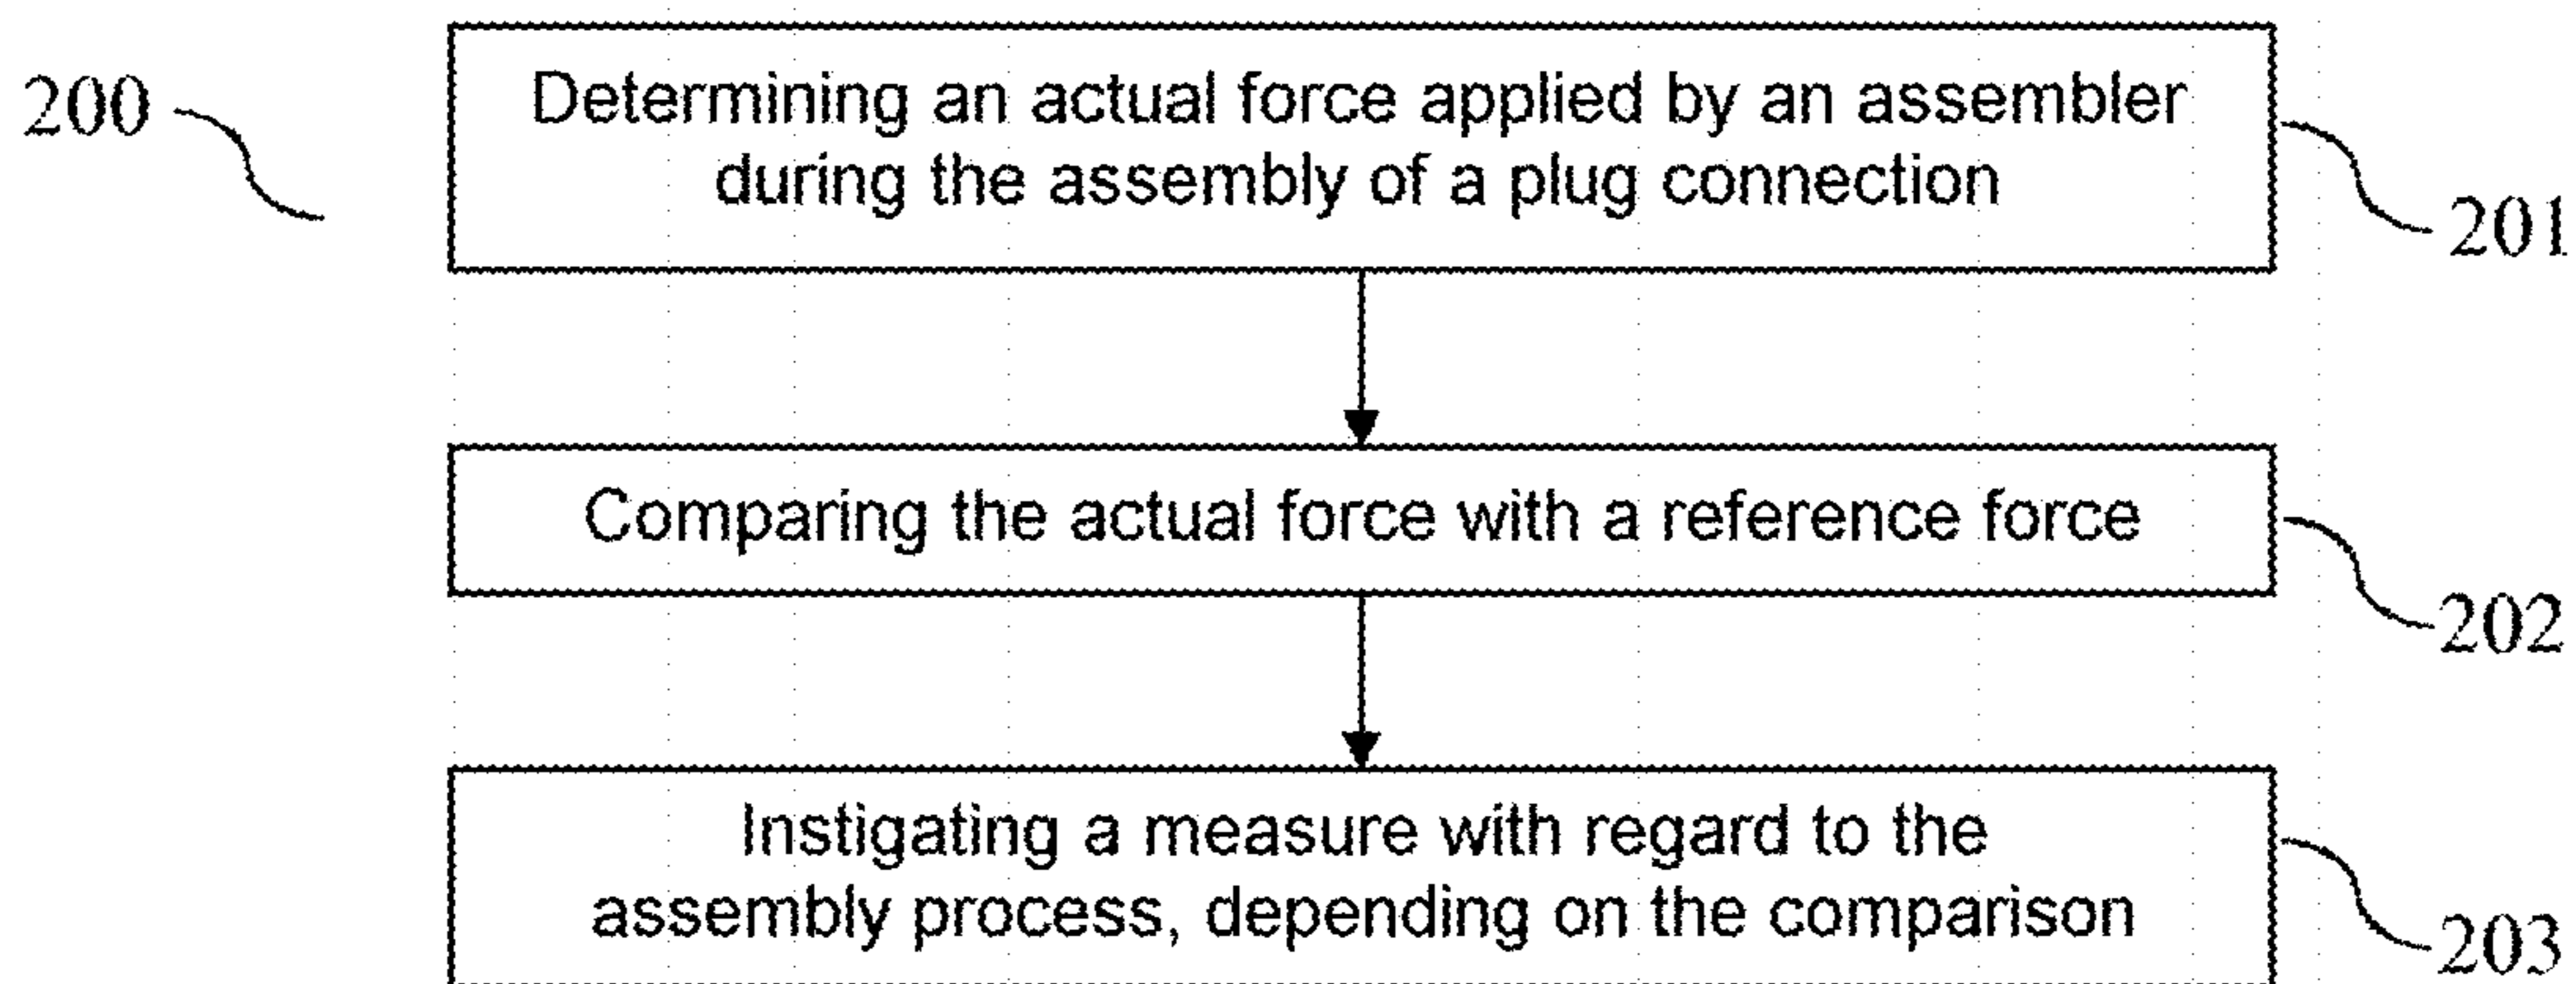 200
Determining an actual force applied by an assembler
during the assembly of a plug connection
201
Comparing the actual force with a reference force
202
Instigating a measure with regard to the
assembly process, depending on the comparison
203